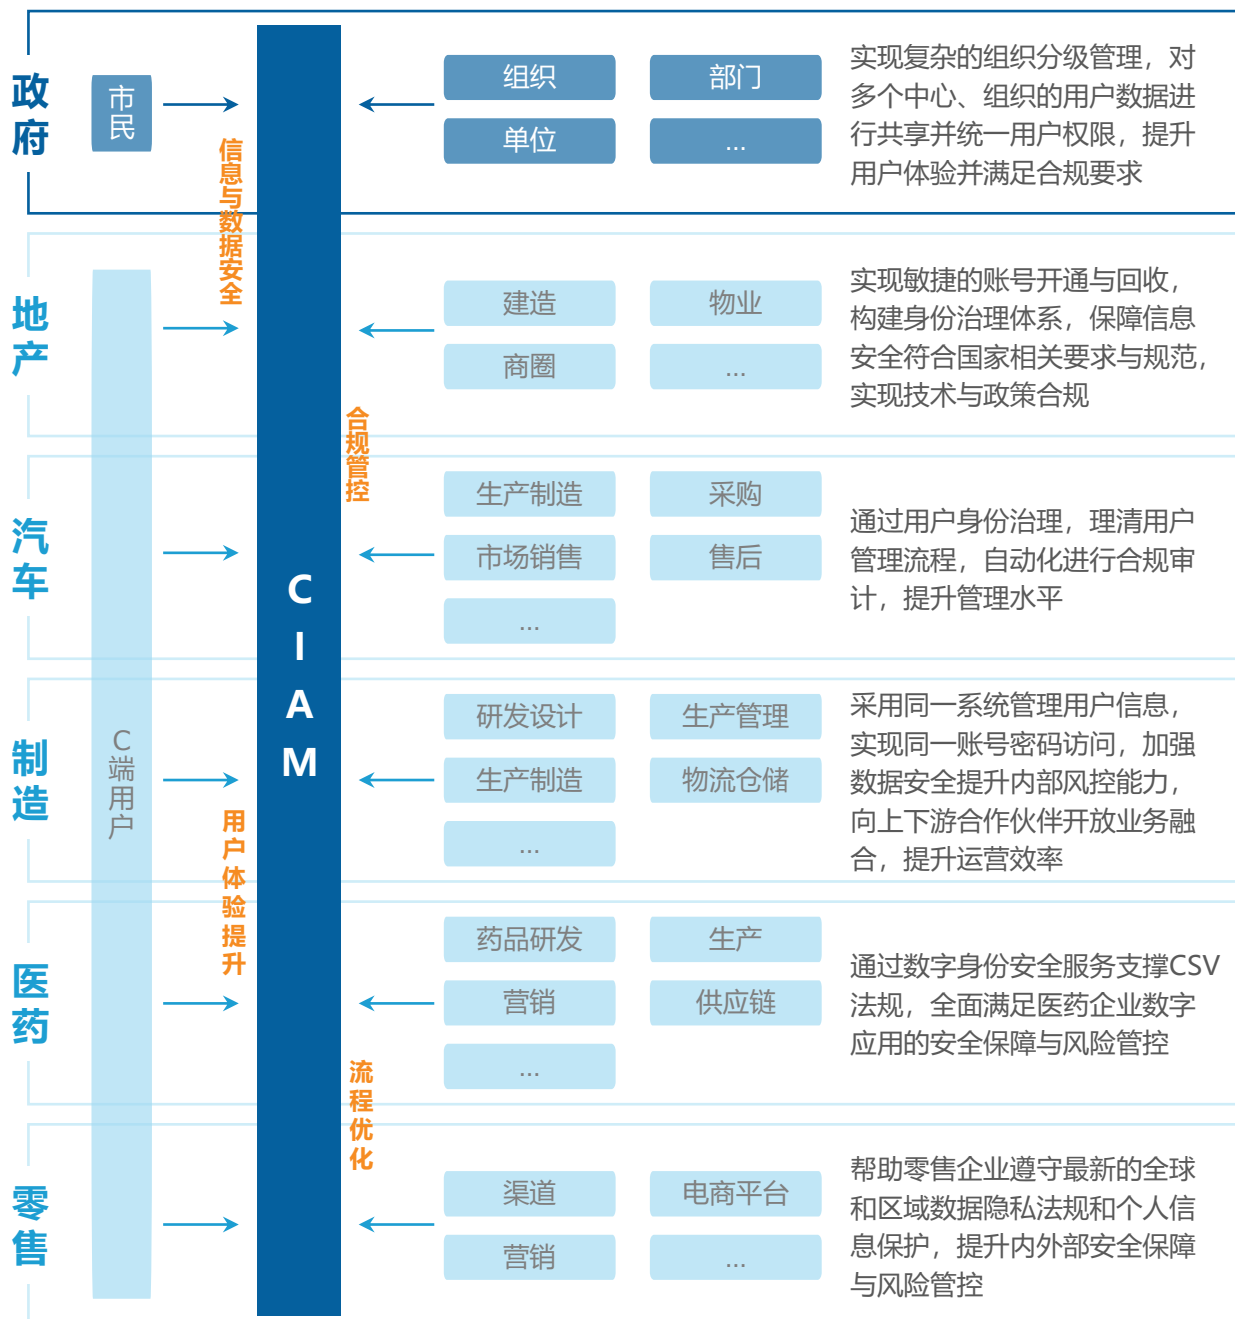 政府
市民
信息与数据安全
组织
部门
单位
...
实现复杂的组织分级管理，对
多个中心、组织的用户数据进
行共享并统一用户权限，提升
用户体验并满足合规要求
地产
建造
物业
商圈
...
实现敏捷的账号开通与回收，
构建身份治理体系，保障信息
安全符合国家相关要求与规范，
实现技术与政策合规
合规管控
汽车
CIAM
生产制造
采购
市场销售
售后
...
通过用户身份治理，理清用户
管理流程，自动化进行合规审
计，提升管理水平
制造
C端用户
用户体验提升
研发设计
生产管理
生产制造
物流仓储
...
采用同一系统管理用户信息，
实现同一账号密码访问，加强
数据安全提升内部风控能力，
向上下游合作伙伴开放业务融
合，提升运营效率
医药
药品研发
生产
营销
供应链
...
通过数字身份安全服务支撑CSV
法规，全面满足医药企业数字
应用的安全保障与风险管控
流程优化
零售
渠道
电商平台
营销
...
帮助零售企业遵守最新的全球
和区域数据隐私法规和个人信
息保护，提升内外部安全保障
与风险管控